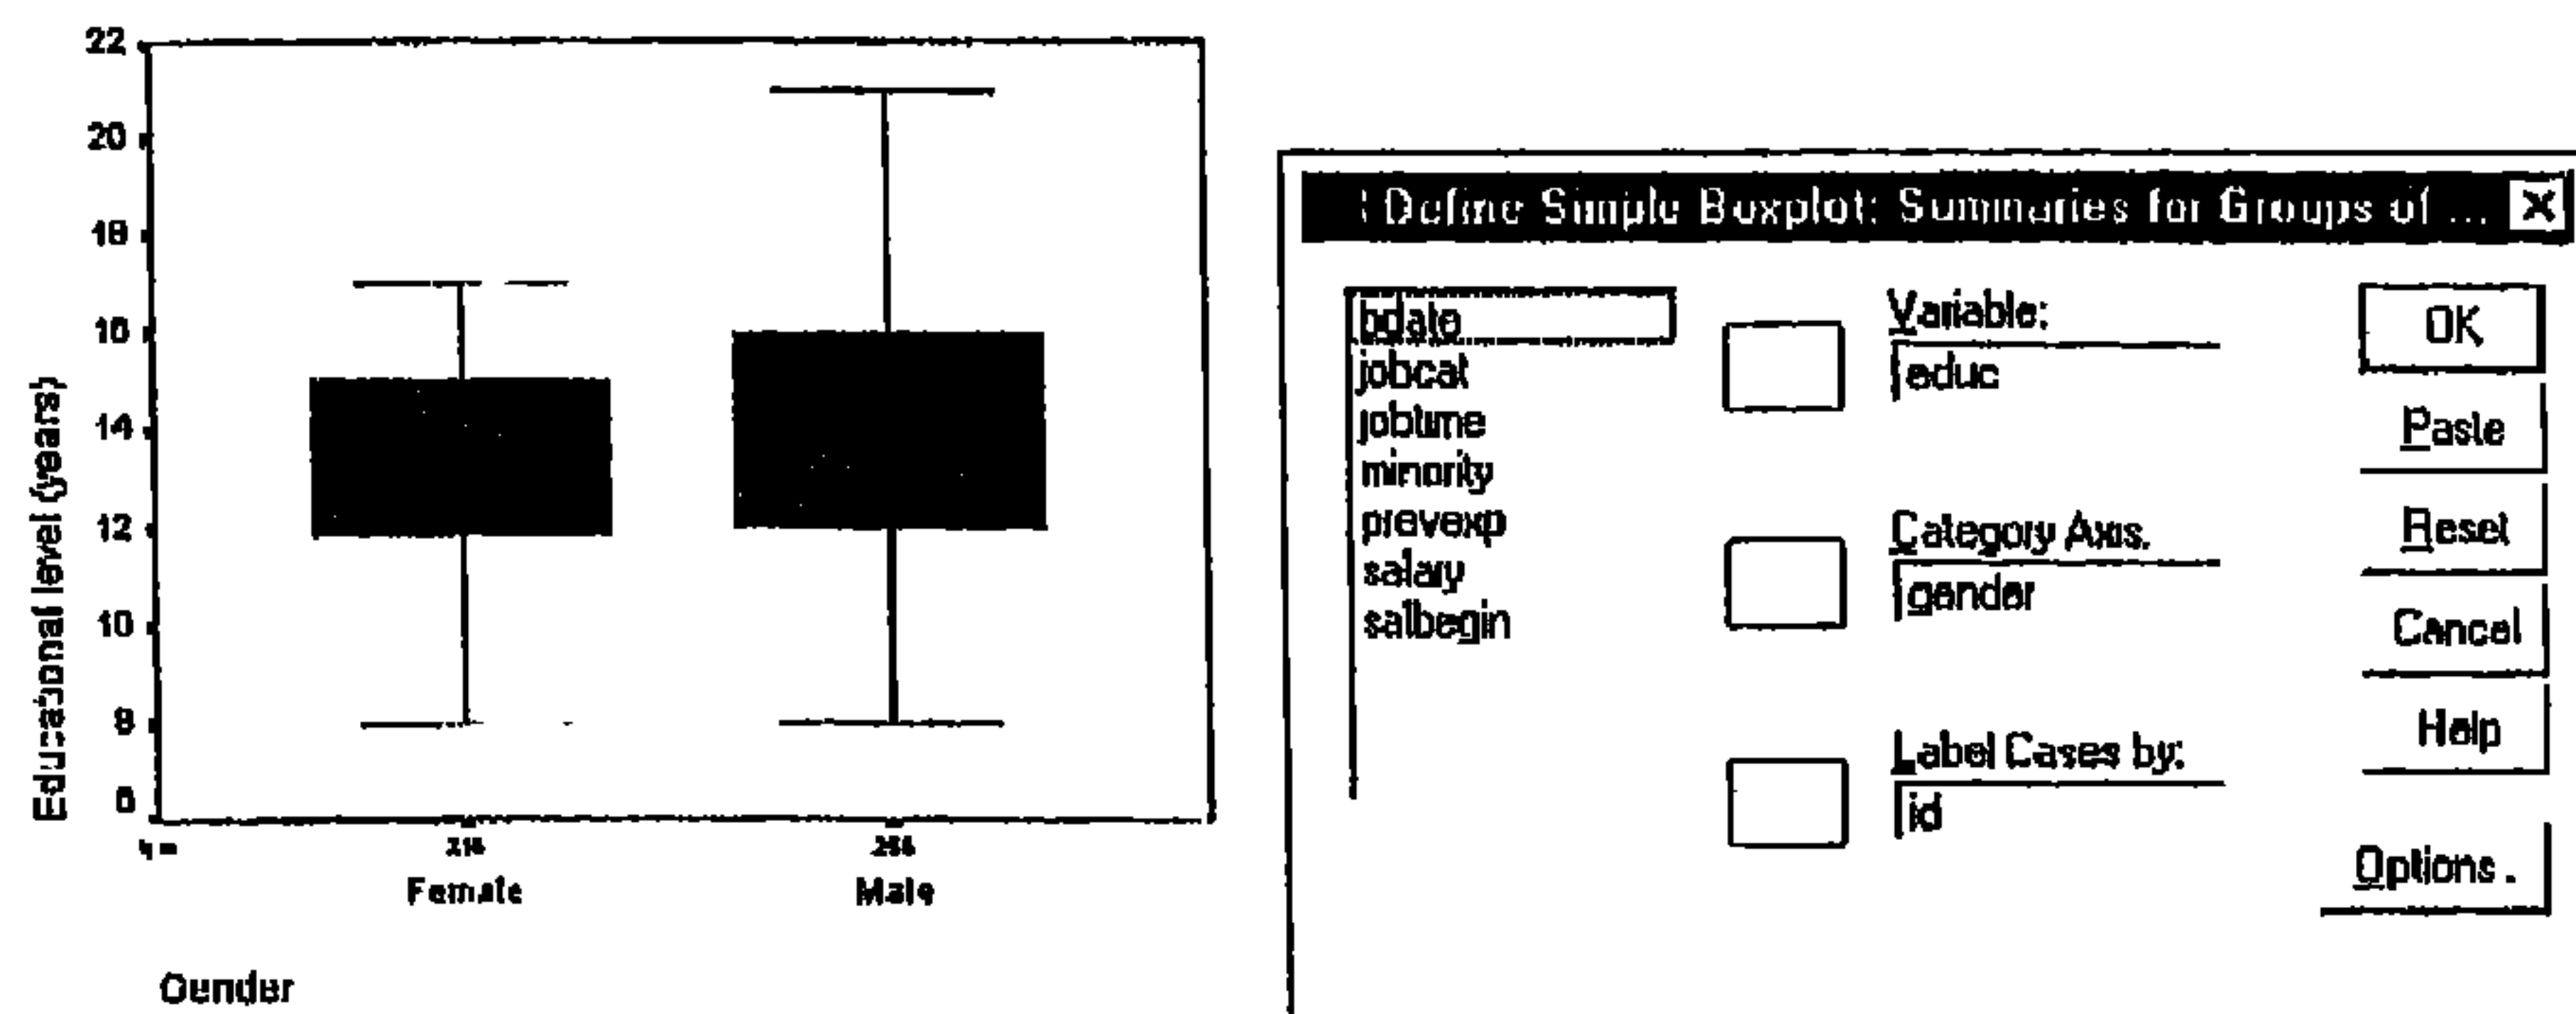 22
20
18
16
14
12
10
8
6
Educational level (years)
216
Female
Male
Gender
Define Simple Boxplot: Summaries for Groups of ...
bdate
jobcat
jobtime
minority
prevexp
salary
salbegin
Variable:
educ
Category Axis.
gender
Label Cases by:
id
OK
Paste
Reset
Cancel
Help
Options .